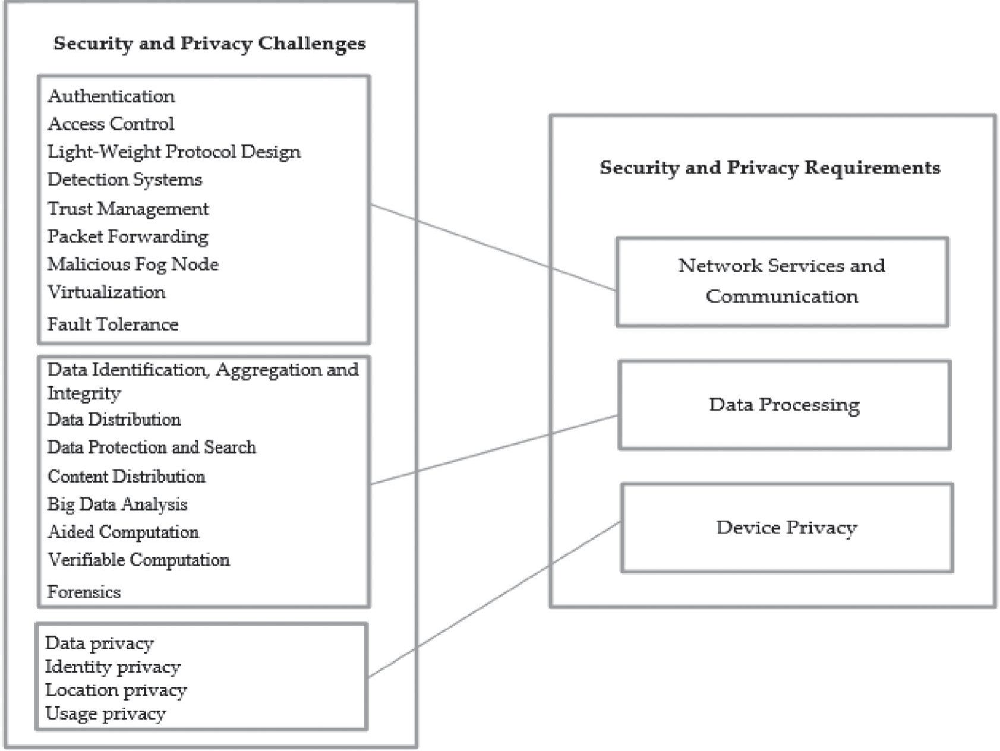 Security and Privacy Challenges
Authentication
Access Control
Light-Weight Protocol Design
Detection Systems
Trust Management
Packet Forwarding
Malicious Fog Node
Virtualization
Fault Tolerance
Data Identification, Aggregation and
Integrity
Data Distribution
Data Protection and Search
Content Distribution
Big Data Analysis
Aided Computation
Verifiable Computation
Forensics
Data privacy
Identity privacy
Location privacy
Usage privacy
Security and Privacy Requirements
Network Services and
Communication
Data Processing
Device Privacy